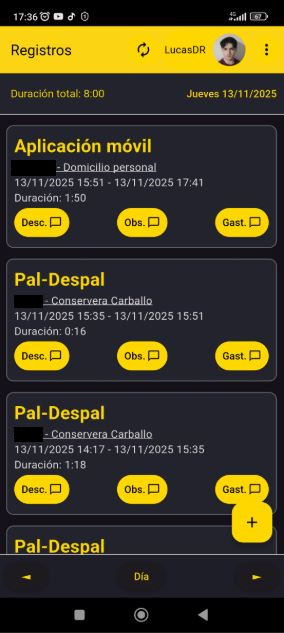 17:36
4G 67
Registros
LucasDR
Duración total: 8:00
Jueves 13/11/2025
Aplicación móvil
- Domicilio personal
13/11/2025 15:51 - 13/11/2025 17:41
Duración: 1:50
Desc. Obs. Gast.
Pal-Despal
- Conservera Carballo
13/11/2025 15:35 - 13/11/2025 15:51
Duración: 0:16
Desc. Obs. Gast.
Pal-Despal
- Conservera Carballo
13/11/2025 14:17 - 13/11/2025 15:35
Duración: 1:18
Desc. Obs. Gast.
+
Pal-Despal
◄ Día ►